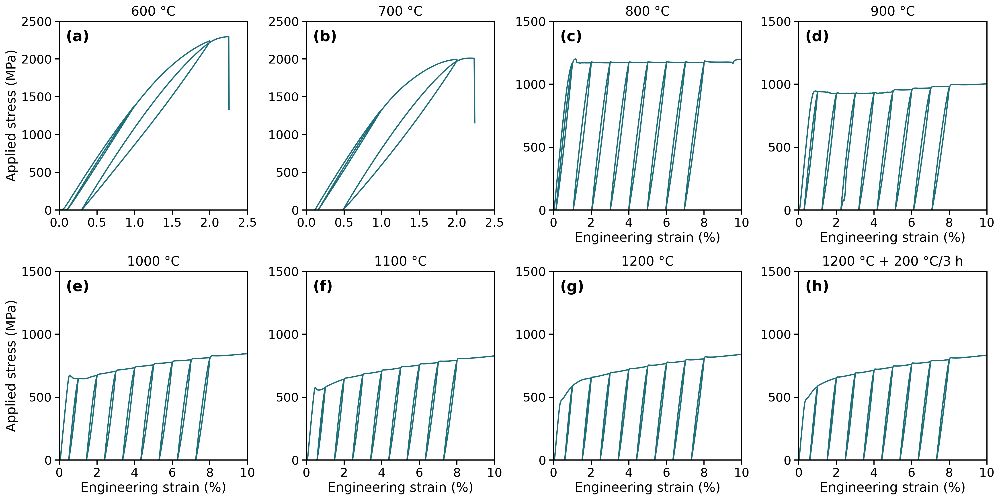 600 °C
700 °C
800 °C
900 °C
(a)
(b)
(c)
(d)
Applied stress (MPa)
2500
2000
1500
1000
500
0
0.0 0.5 1.0 1.5 2.0 2.5
2500
2000
1500
1000
500
0
0.0 0.5 1.0 1.5 2.0 2.5
1500
1000
500
0
0 2 4 6 8 10
Engineering strain (%)
1500
1000
500
0
0 2 4 6 8 10
Engineering strain (%)
1000 °C
1100 °C
1200 °C
1200 °C + 200 °C/3 h
(e)
(f)
(g)
(h)
Applied stress (MPa)
1500
1000
500
0
0 2 4 6 8 10
Engineering strain (%)
1500
1000
500
0
0 2 4 6 8 10
Engineering strain (%)
1500
1000
500
0
0 2 4 6 8 10
Engineering strain (%)
1500
1000
500
0
0 2 4 6 8 10
Engineering strain (%)